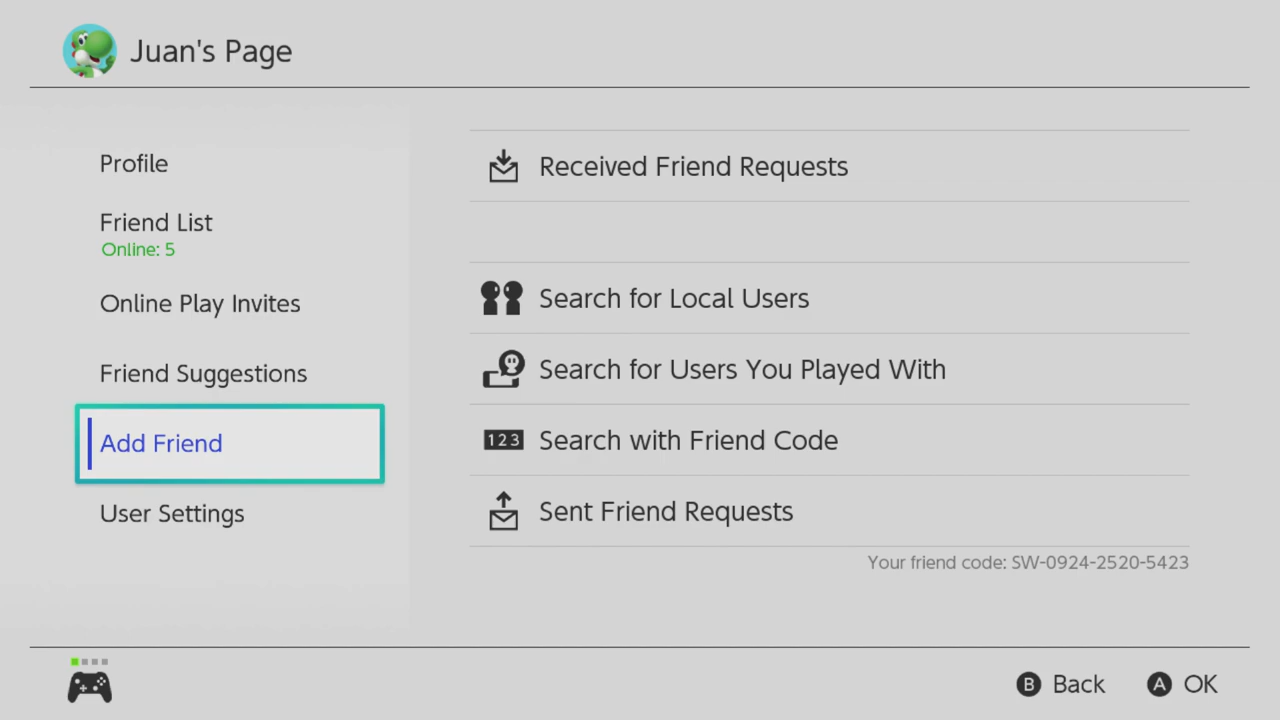 Juan's Page
Profile
Friend List
Online: 5
Online Play Invites
Friend Suggestions
Add Friend
User Settings
Received Friend Requests
Search for Local Users
Search for Users You Played With
123 Search with Friend Code
Sent Friend Requests
Your friend code: SW-0924-2520-5423
B Back A OK